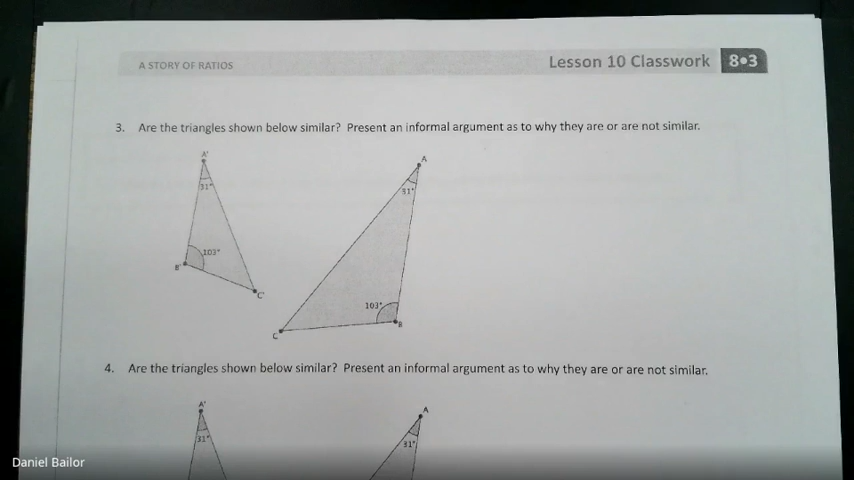 A STORY OF RATIOS
Lesson 10 Classwork 8•3
3. Are the triangles shown below similar? Present an informal argument as to why they are or are not similar.
A'
A
31°
31°
103°
B'
C'
103°
B
C
4. Are the triangles shown below similar? Present an informal argument as to why they are or are not similar.
A'
A
31°
31°
Daniel Bailor